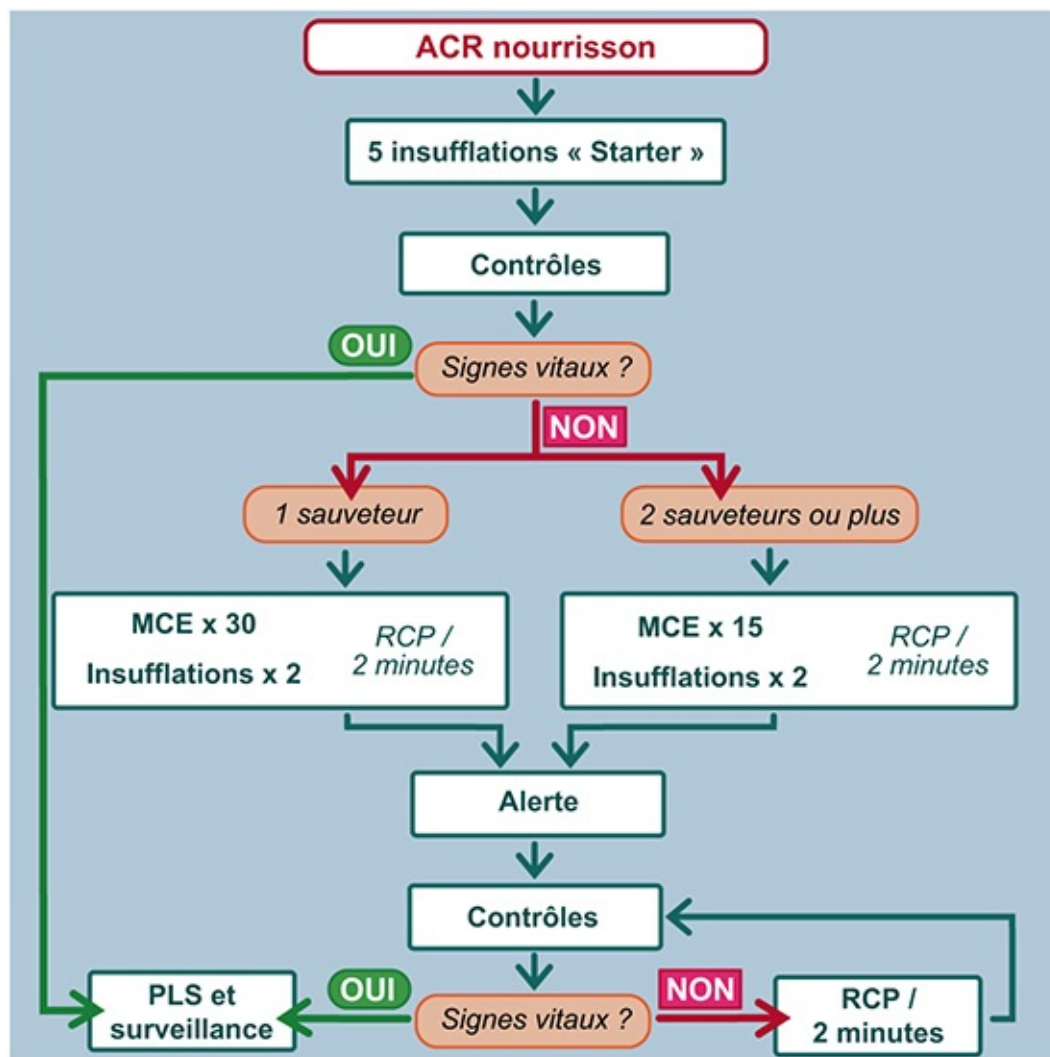 ACR nourrisson
5 insufflations « Starter »
Contrôles
OUI
Signes vitaux ?
NON
1 sauveteur
2 sauveteurs ou plus
MCE x 30
Insufflations x 2
RCP /
2 minutes
MCE x 15
Insufflations x 2
RCP /
2 minutes
Alerte
Contrôles
PLS et
surveillance
OUI
Signes vitaux ?
NON
RCP /
2 minutes